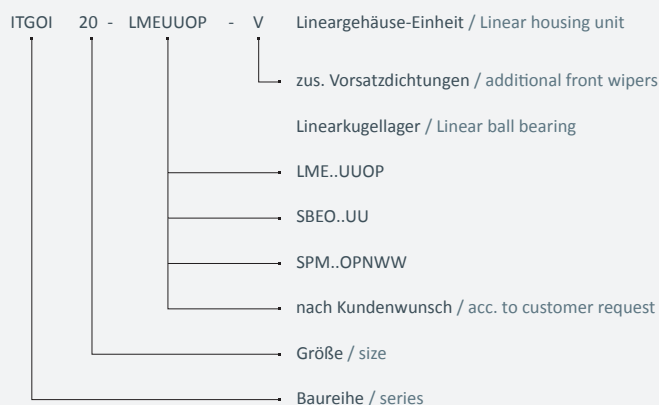 ITGOI 20 - LMEUUOP - V Lineargehäuse-Einheit / Linear housing unit
zus. Vorsatzdichtungen / additional front wipers
Linearkugellager / Linear ball bearing
LME..UUOP
SBEO..UU
SPM..OPNWW
nach Kundenwunsch / acc. to customer request
Größe / size
Baureihe / series